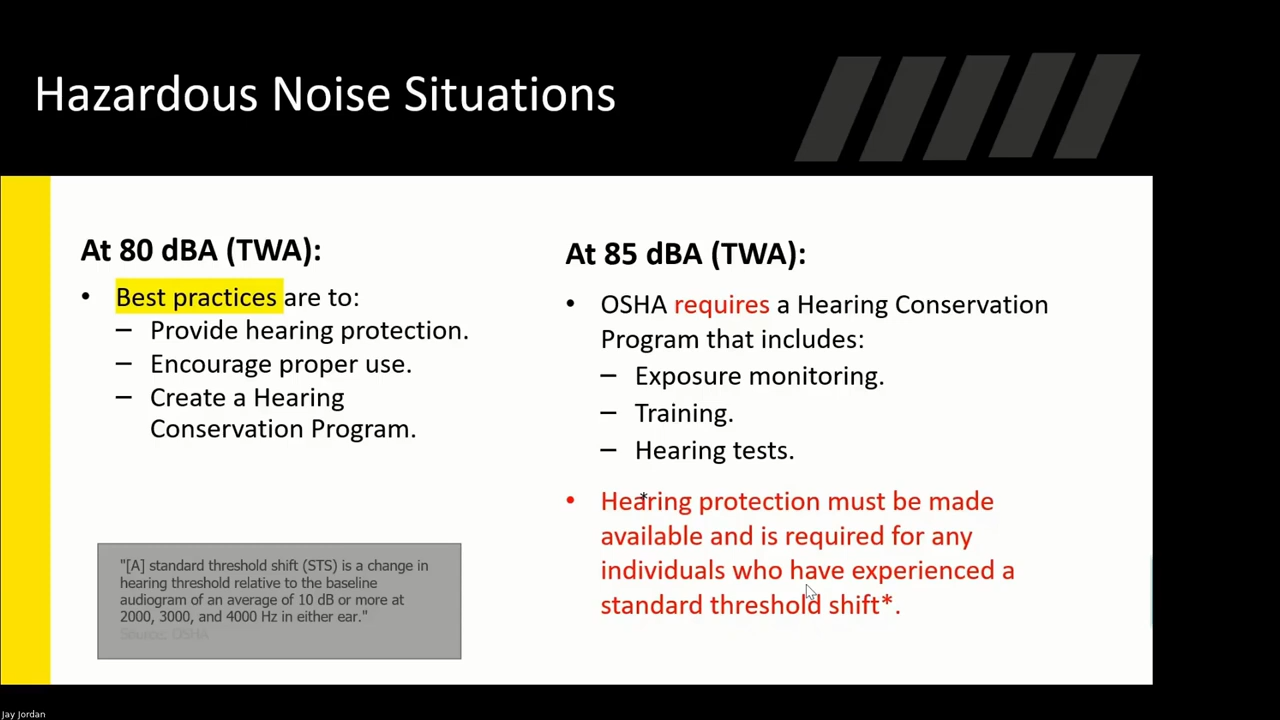 Hazardous Noise Situations
At 80 dBA (TWA):
• Best practices are to:
– Provide hearing protection.
– Encourage proper use.
– Create a Hearing
Conservation Program.
"[A] standard threshold shift (STS) is a change in
hearing threshold relative to the baseline
audiogram of an average of 10 dB or more at
2000, 3000, and 4000 Hz in either ear."
Source: OSHA
At 85 dBA (TWA):
• OSHA requires a Hearing Conservation
Program that includes:
– Exposure monitoring.
– Training.
– Hearing tests.
*
• Hearing protection must be made
available and is required for any
individuals who have experienced a
standard threshold shift*.
Jay Jordan